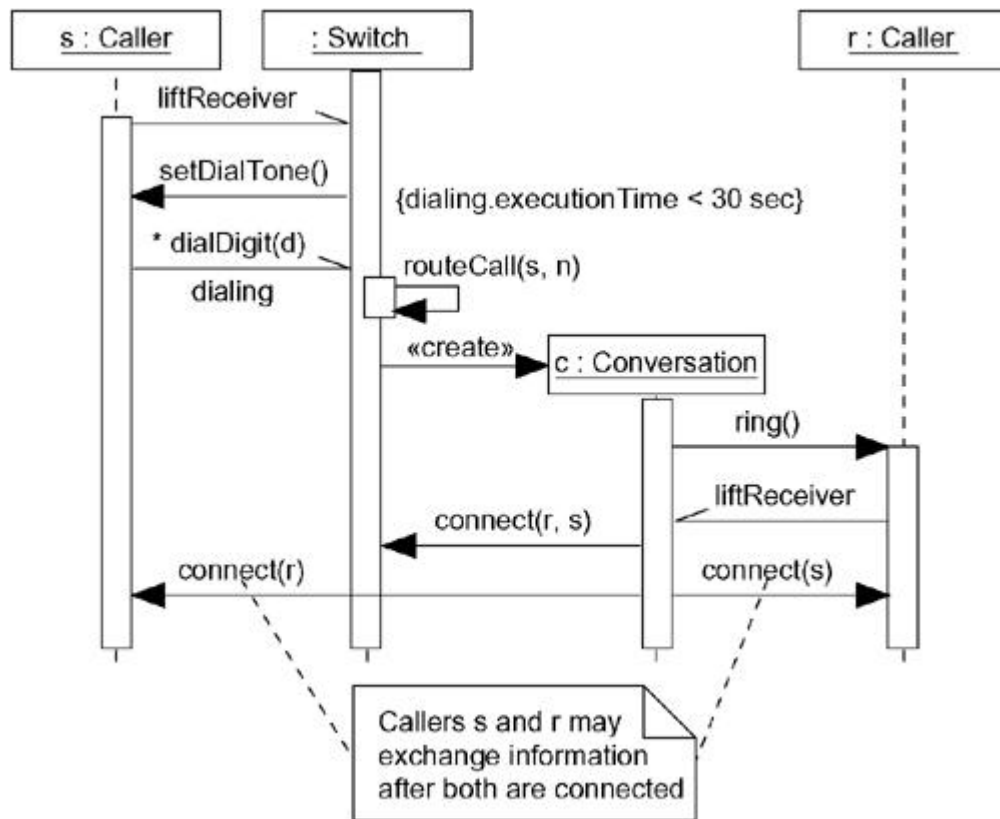 s : Caller
: Switch
r : Caller
liftReceiver
setDialTone()
{dialing.executionTime < 30 sec}
* dialDigit(d)
routeCall(s, n)
dialing
«create»
c : Conversation
ring()
liftReceiver
connect(r, s)
connect(r)
connect(s)
Callers s and r may
exchange information
after both are connected